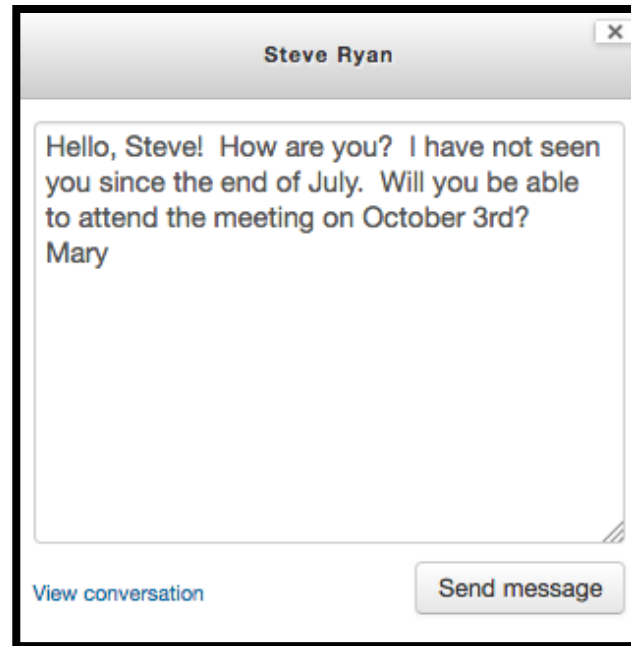 Steve Ryan
Hello, Steve!  How are you?  I have not seen
you since the end of July.  Will you be able
to attend the meeting on October 3rd?
Mary
View conversation
Send message